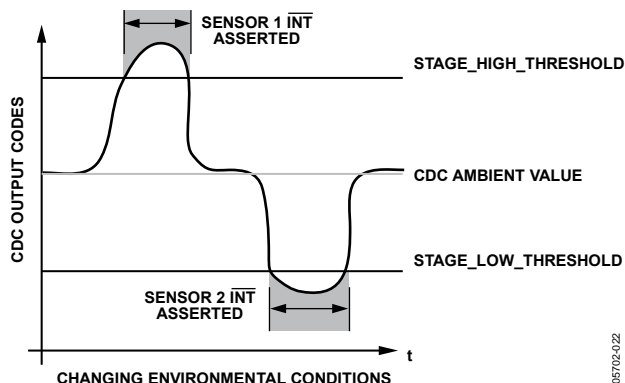 SENSOR 1 INT
ASSERTED
STAGE_HIGH_THRESHOLD
CDC OUTPUT CODES
CDC AMBIENT VALUE
STAGE_LOW_THRESHOLD
SENSOR 2 INT
ASSERTED
t
CHANGING ENVIRONMENTAL CONDITIONS
05702-022